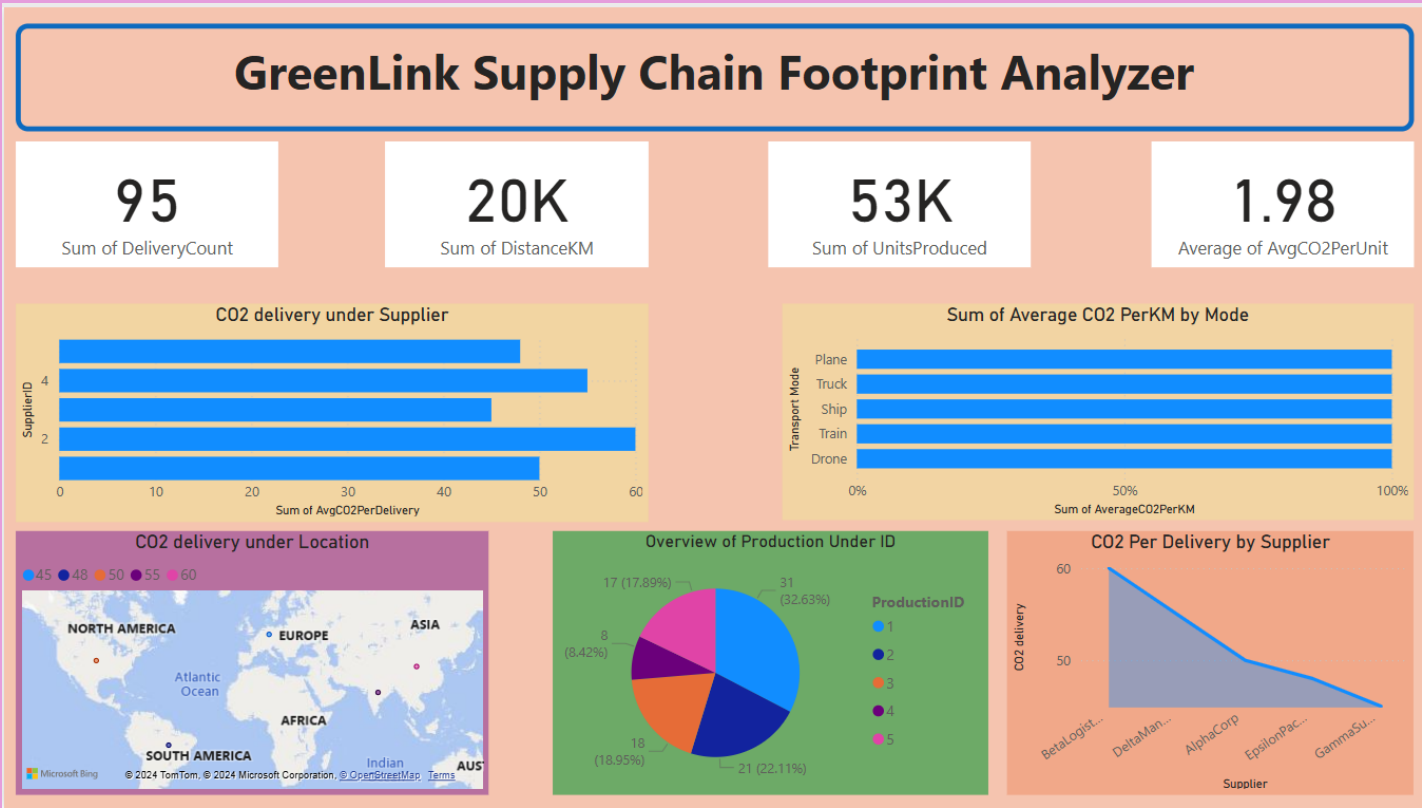 GreenLink Supply Chain Footprint Analyzer
95
Sum of DeliveryCount
20K
Sum of DistanceKM
53K
Sum of UnitsProduced
1.98
Average of AvgCO2PerUnit
CO2 delivery under Supplier
SupplierID
4
2
0 10 20 30 40 50 60
Sum of AvgCO2PerDelivery
Sum of Average CO2 PerKM by Mode
Transport Mode
Plane
Truck
Ship
Train
Drone
0% 50% 100%
Sum of AverageCO2PerKM
CO2 delivery under Location
45 48 50 55 60
NORTH AMERICA
EUROPE
ASIA
Atlantic
Ocean
AFRICA
SOUTH AMERICA
Indian
AUS
Microsoft Bing
© 2024 TomTom, © 2024 Microsoft Corporation, © OpenStreetMap Terms
Overview of Production Under ID
17 (17.89%)
31
(32.63%)
8
(8.42%)
18
(18.95%)
21 (22.11%)
ProductionID
1
2
3
4
5
CO2 Per Delivery by Supplier
CO2 delivery
60
50
BetaLogist...
DeltaMan...
AlphaCorp
EpsilonPac...
GammaSu...
Supplier